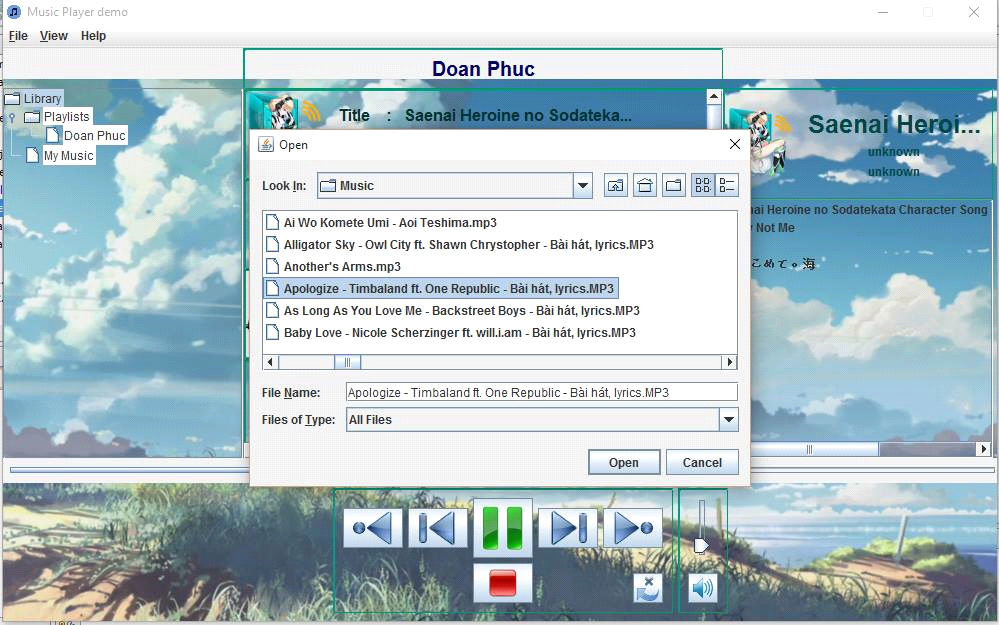 Music Player demo
File View Help
Doan Phuc
Library
Playlists
Doan Phuc
My Music
Title : Saenai Heroine no Sodateka...
Saenai Heroi...
unknown
unknown
Heroine no Sodatekata Character Song
Not Me
こめて。海
Open
Look In: Music
Ai Wo Komete Umi - Aoi Teshima.mp3
Alligator Sky - Owl City ft. Shawn Chrystopher - Bài hát, lyrics.MP3
Another's Arms.mp3
Apologize - Timbaland ft. One Republic - Bài hát, lyrics.MP3
As Long As You Love Me - Backstreet Boys - Bài hát, lyrics.MP3
Baby Love - Nicole Scherzinger ft. will.i.am - Bài hát, lyrics.MP3
File Name: Apologize - Timbaland ft. One Republic - Bài hát, lyrics.MP3
Files of Type: All Files
Open Cancel